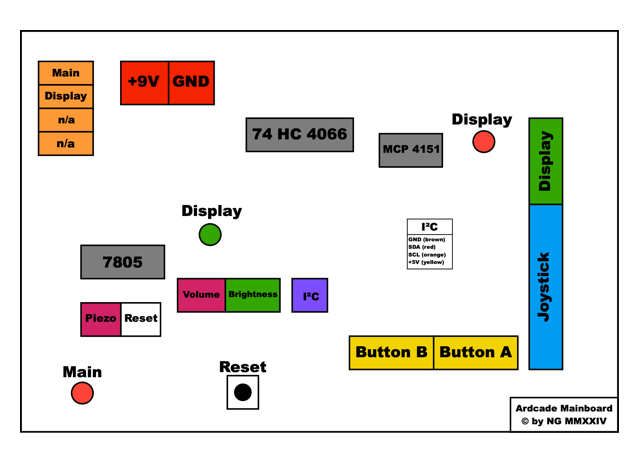 Main
Display
n/a
n/a
+9V GND
74 HC 4066
MCP 4151
Display
Display
Joystick
Display
I²C
GND (brown)
SDA (red)
SCL (orange)
+5V (yellow)
7805
Volume Brightness
I²C
Piezo Reset
Button B Button A
Main
Reset
Ardcade Mainboard
© by NG MMXXIV